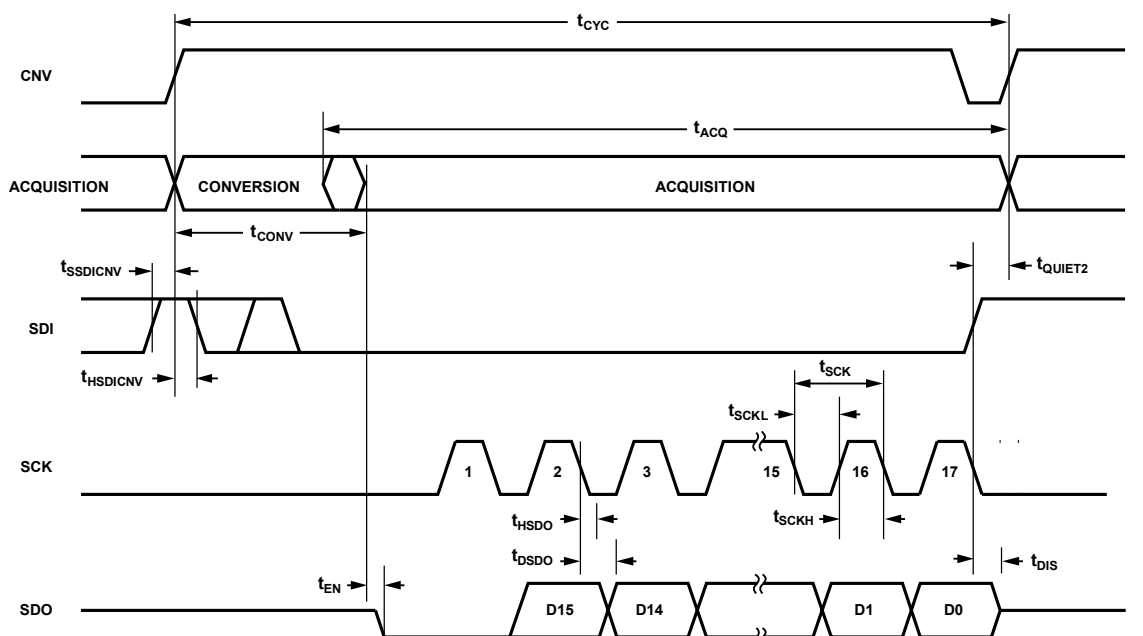 tCYC
CNV
tACQ
ACQUISITION CONVERSION ACQUISITION
tCONV
tSSDICNV tQUIET2
SDI
tHSDICNV
tSCK
tSCKL
SCK 1 2 3 15 16 17
tHSDO tSCKH
tDSDO
tEN tDIS
SDO D15 D14 D1 D0